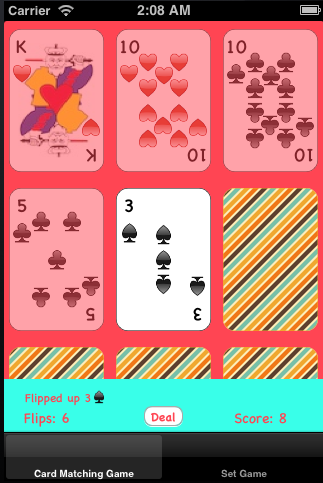 Carrier 2:08 AM
K 10 10
K 10 10
5 3
5 3
Flipped up 3♠
Flips: 6 Deal Score: 8
Card Matching Game Set Game